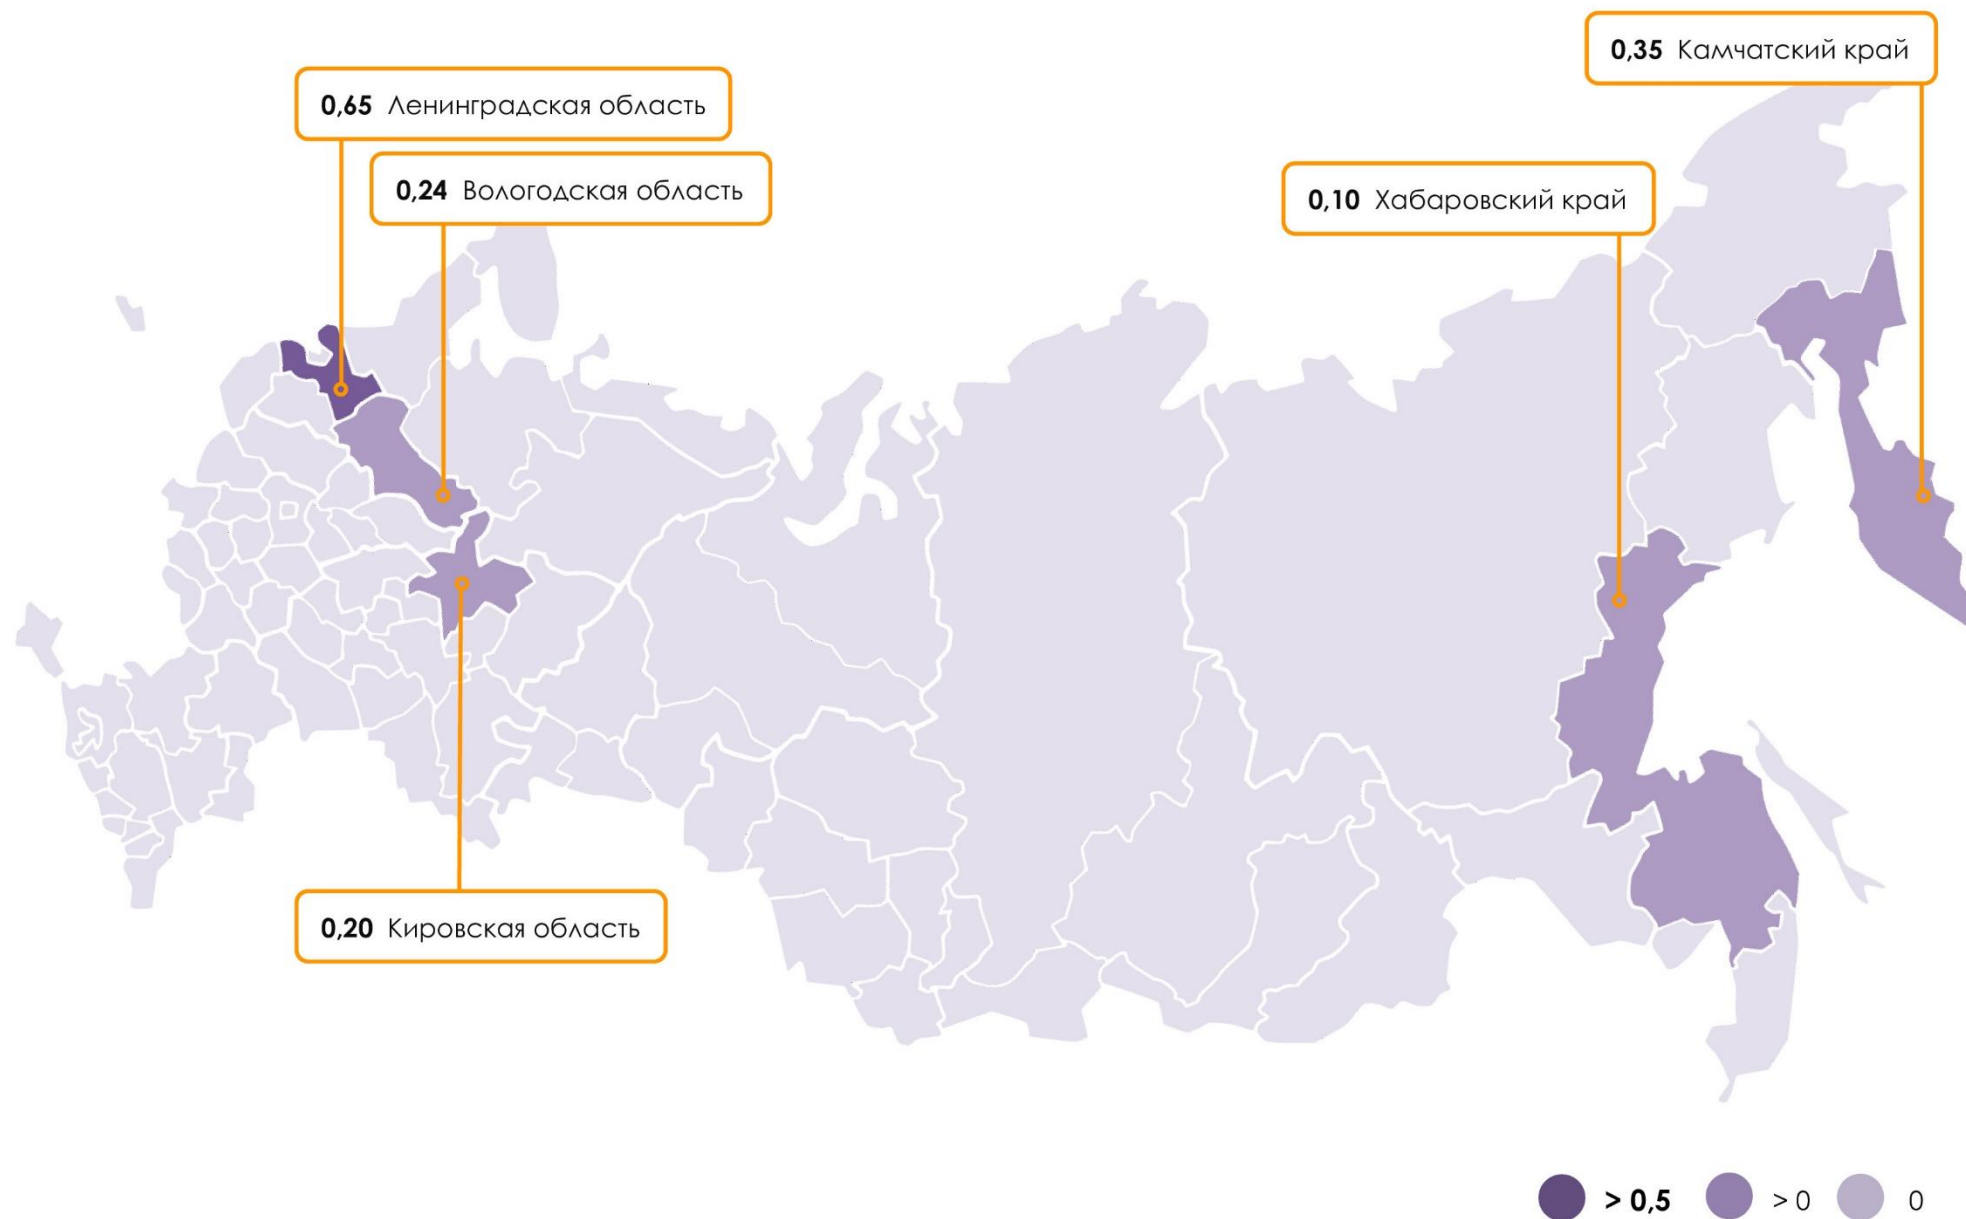 0,35 Камчатский край
0,65 Ленинградская область
0,24 Вологодская область
0,10 Хабаровский край
0,20 Кировская область
> 0,5 > 0 0